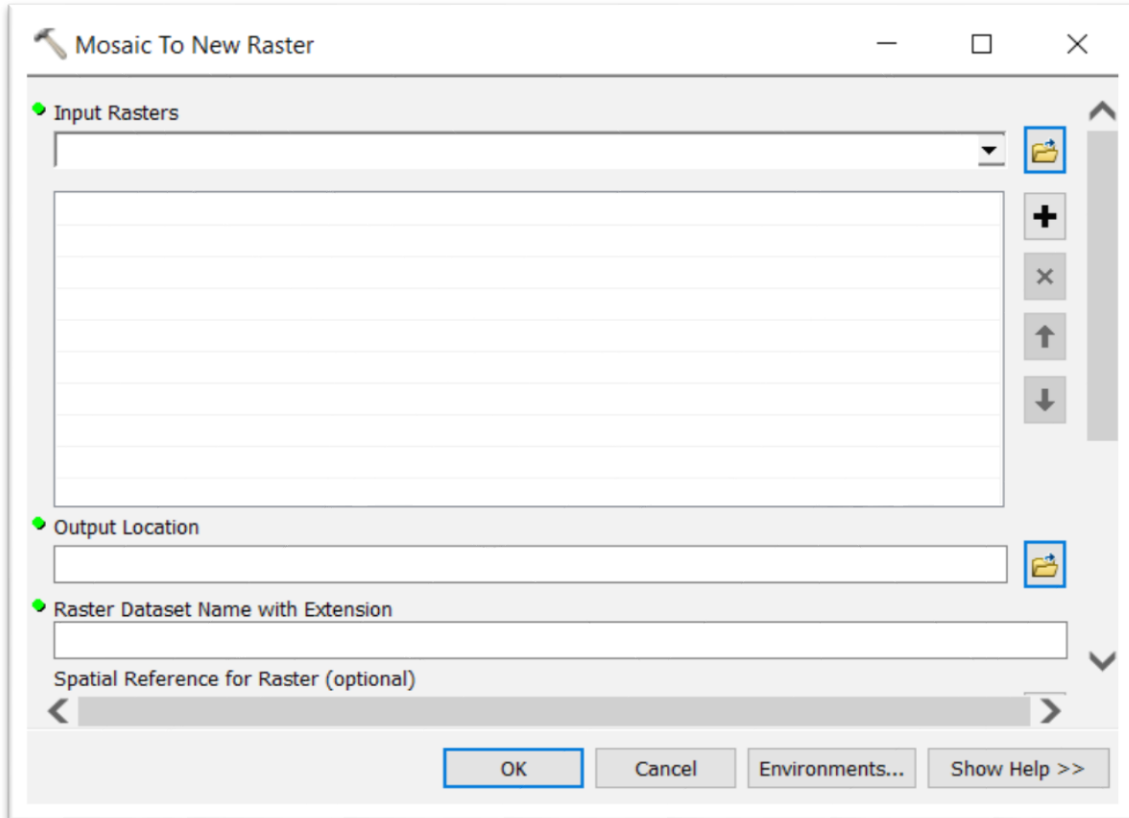 Mosaic To New Raster
Input Rasters
Output Location
Raster Dataset Name with Extension
Spatial Reference for Raster (optional)
OK Cancel Environments... Show Help >>